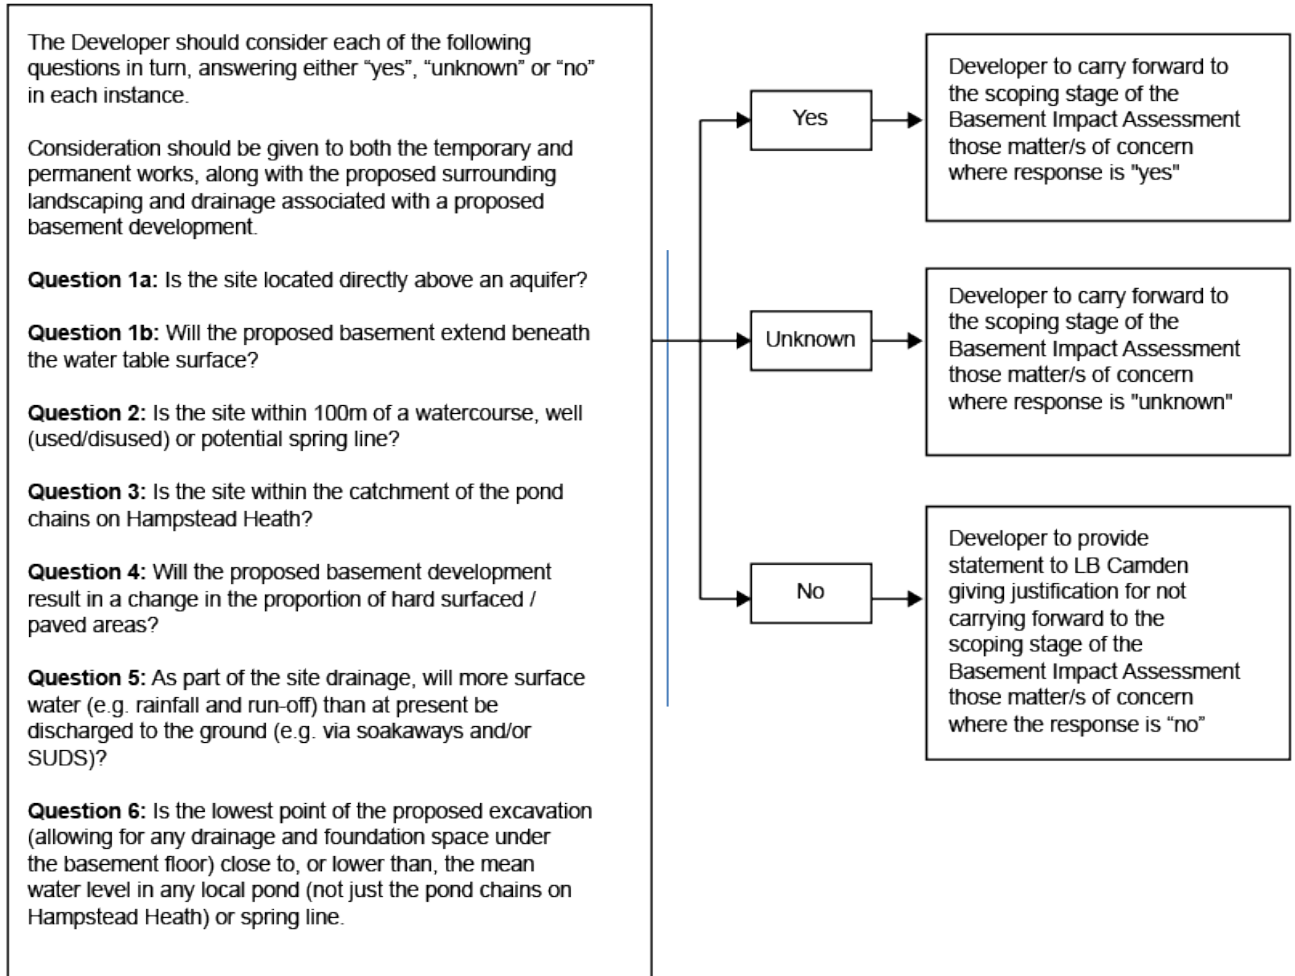 The Developer should consider each of the following
questions in turn, answering either “yes”, “unknown” or “no”
in each instance.
Consideration should be given to both the temporary and
permanent works, along with the proposed surrounding
landscaping and drainage associated with a proposed
basement development.
Question 1a: Is the site located directly above an aquifer?
Question 1b: Will the proposed basement extend beneath
the water table surface?
Question 2: Is the site within 100m of a watercourse, well
(used/disused) or potential spring line?
Question 3: Is the site within the catchment of the pond
chains on Hampstead Heath?
Question 4: Will the proposed basement development
result in a change in the proportion of hard surfaced /
paved areas?
Question 5: As part of the site drainage, will more surface
water (e.g. rainfall and run-off) than at present be
discharged to the ground (e.g. via soakaways and/or
SUDS)?
Question 6: Is the lowest point of the proposed excavation
(allowing for any drainage and foundation space under
the basement floor) close to, or lower than, the mean
water level in any local pond (not just the pond chains on
Hampstead Heath) or spring line.
Yes
Developer to carry forward to
the scoping stage of the
Basement Impact Assessment
those matter/s of concern
where response is "yes"
Unknown
Developer to carry forward to
the scoping stage of the
Basement Impact Assessment
those matter/s of concern
where response is "unknown"
No
Developer to provide
statement to LB Camden
giving justification for not
carrying forward to the
scoping stage of the
Basement Impact Assessment
those matter/s of concern
where the response is “no”